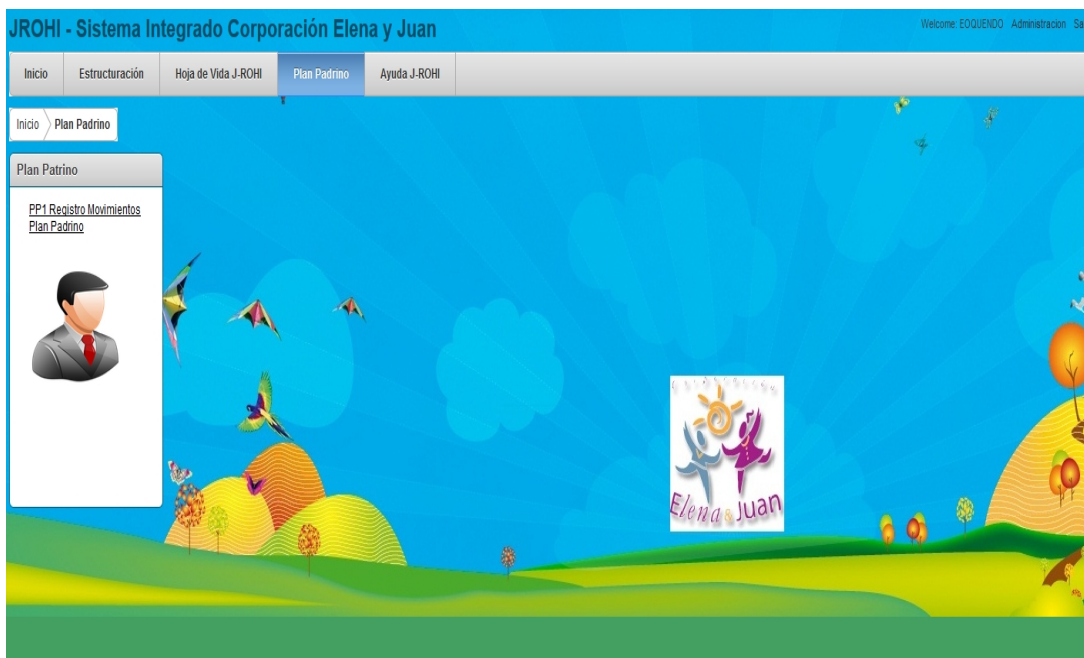 JROHI - Sistema Integrado Corporación Elena y Juan
Welcome: EOQUENDO Administracion Sa
Inicio Estructuración Hoja de Vida J-ROHI Plan Padrino Ayuda J-ROHI
Inicio Plan Padrino
Plan Patrino
PP1 Registro Movimientos
Plan Padrino
Elena & Juan